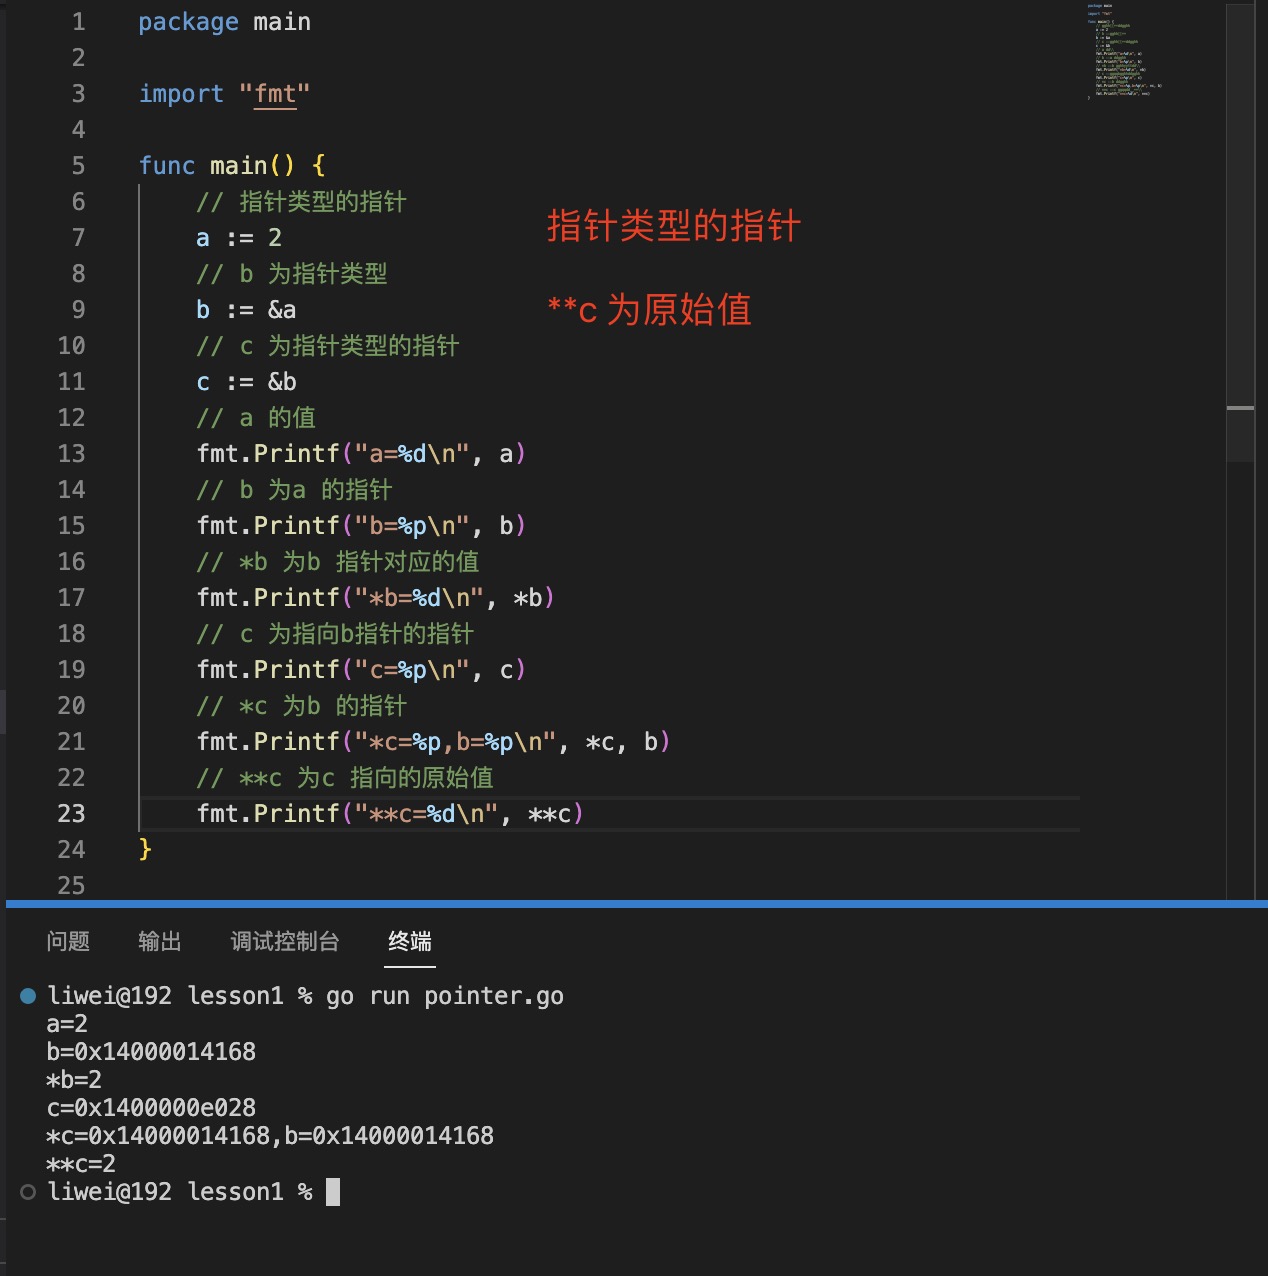 1 package main
2
3 import "fmt"
4
5 func main() {
6 // 指针类型的指针
7 a := 2
8 // b 为指针类型
9 b := &a
10 // c 为指针类型的指针
11 c := &b
12 // a 的值
13 fmt.Printf("a=%d\n", a)
14 // b 为a 的指针
15 fmt.Printf("b=%p\n", b)
16 // *b 为b 指针对应的值
17 fmt.Printf("*b=%d\n", *b)
18 // c 为指向b指针的指针
19 fmt.Printf("c=%p\n", c)
20 // *c 为b 的指针
21 fmt.Printf("*c=%p,b=%p\n", *c, b)
22 // **c 为c 指向的原始值
23 fmt.Printf("**c=%d\n", **c)
24 }
25
指针类型的指针
**c 为原始值
问题 输出 调试控制台 终端
liwei@192 lesson1 % go run pointer.go
a=2
b=0x14000014168
*b=2
c=0x1400000e028
*c=0x14000014168,b=0x14000014168
**c=2
liwei@192 lesson1 %